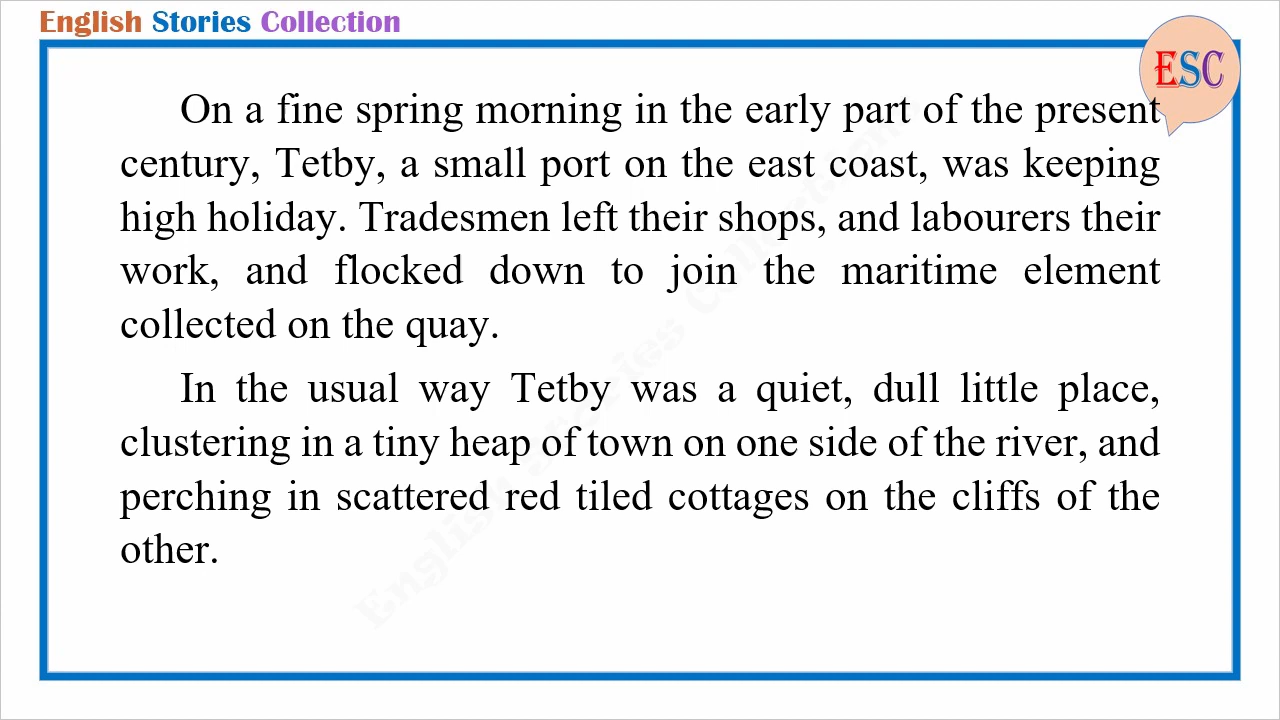 English Stories Collection
ESC
On a fine spring morning in the early part of the present
century, Tetby, a small port on the east coast, was keeping
high holiday. Tradesmen left their shops, and labourers their
work, and flocked down to join the maritime element
collected on the quay.
In the usual way Tetby was a quiet, dull little place,
clustering in a tiny heap of town on one side of the river, and
perching in scattered red tiled cottages on the cliffs of the
other.
English Stories Collection